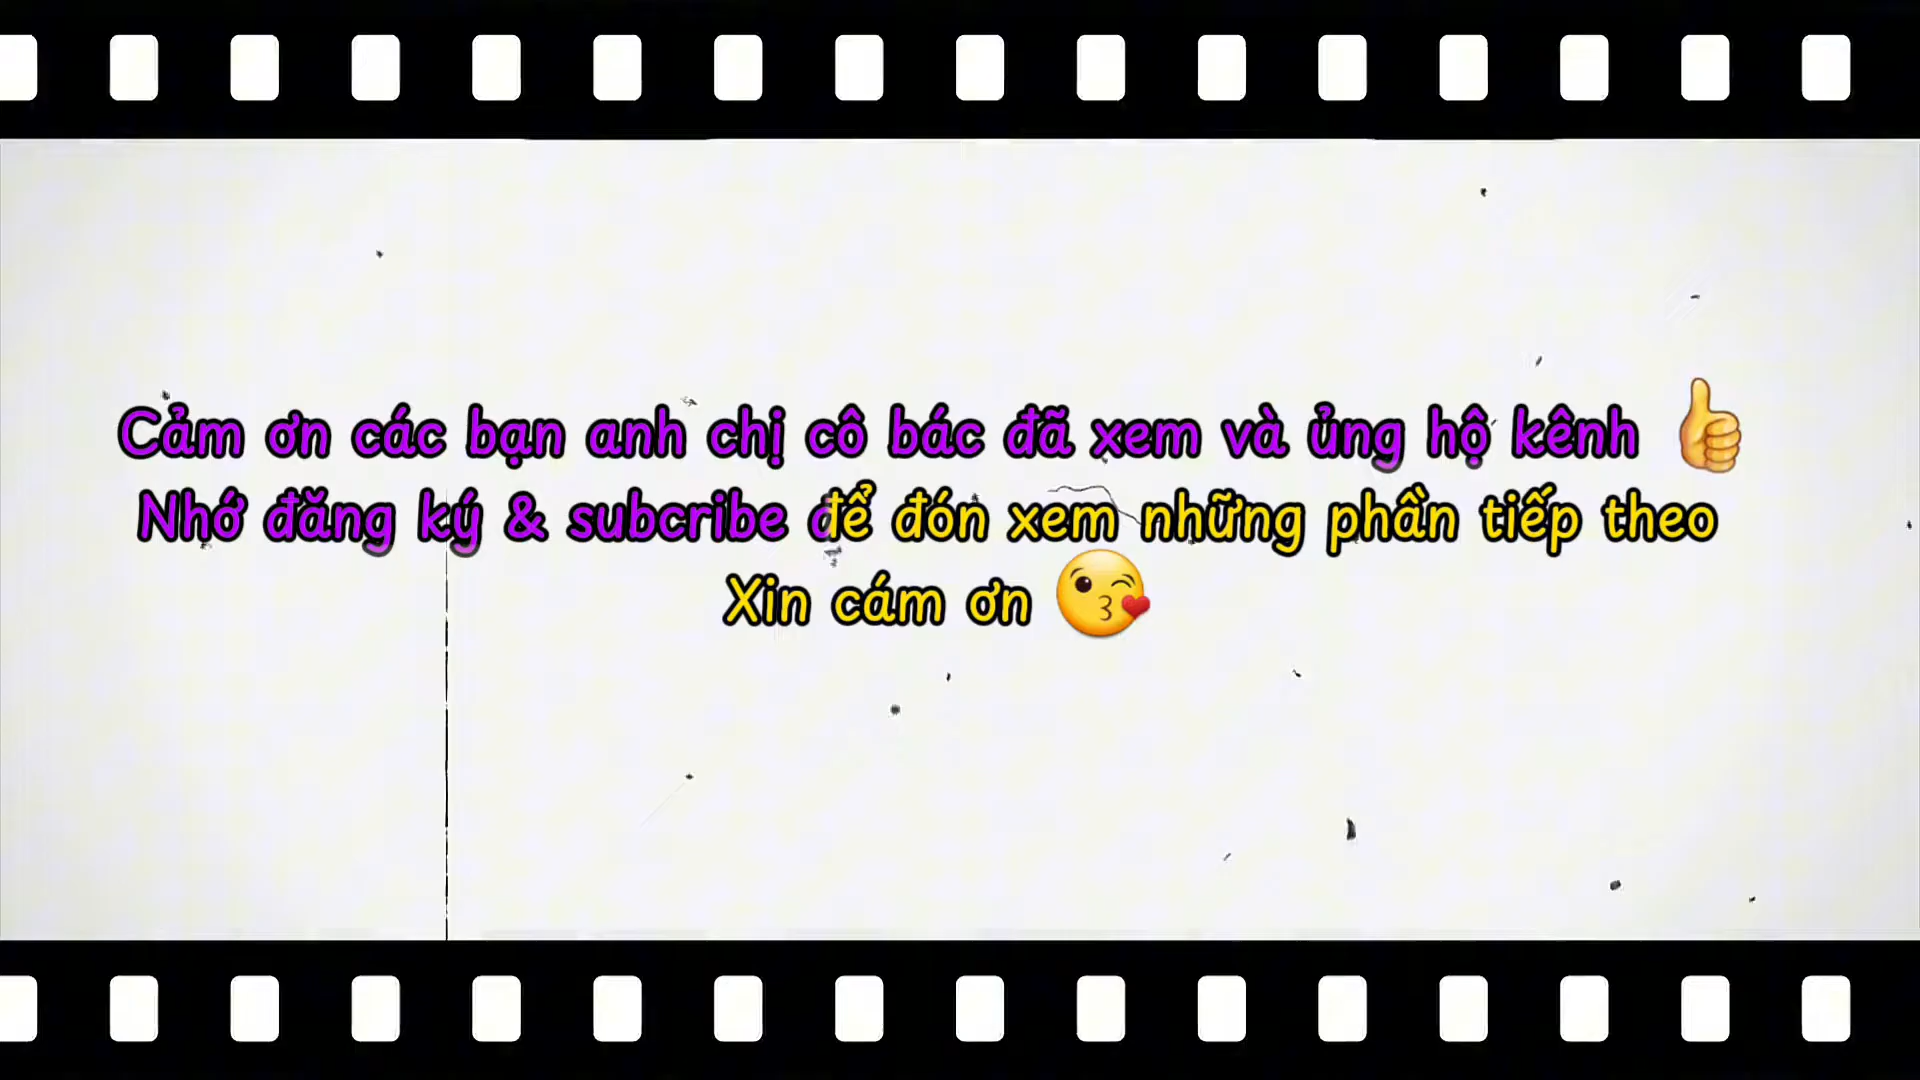 Cảm ơn các bạn anh chị cô bác đã xem và ủng hộ kênh 👍
Nhớ đăng ký & subcribe để đón xem những phần tiếp theo
Xin cám ơn 😘